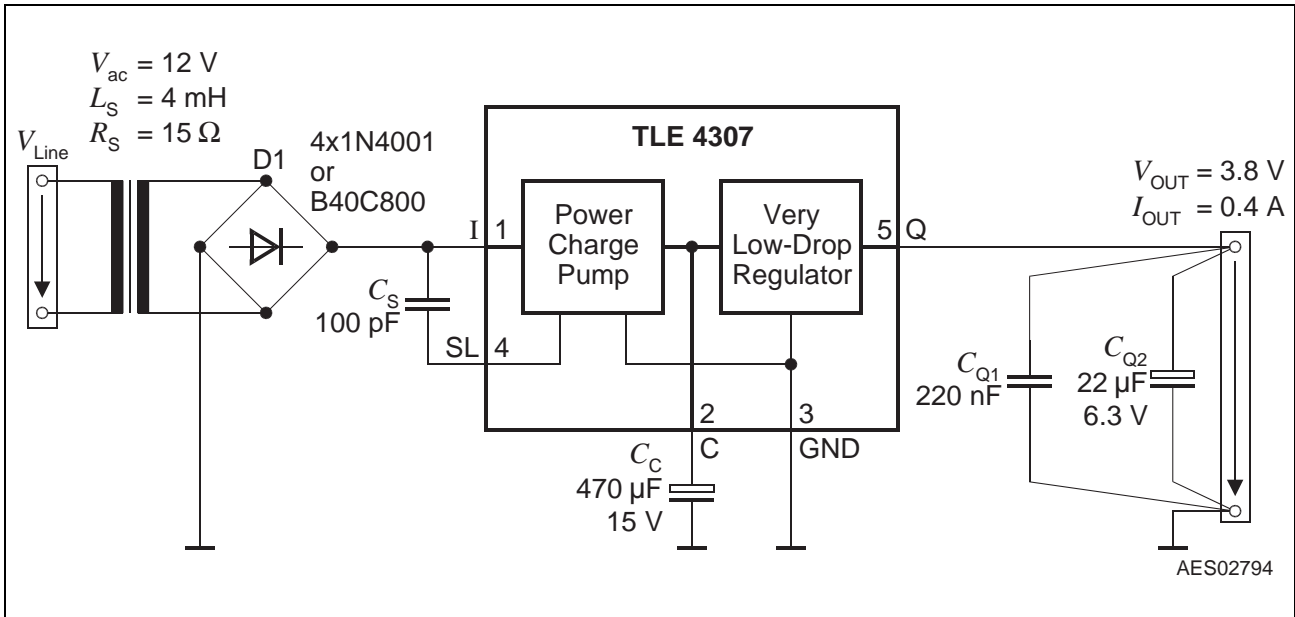 V_ac = 12 V
L_S = 4 mH
R_S = 15 Ω
V_Line
D1
4x1N4001
or
B40C800
TLE 4307
Power
Charge
Pump
Very
Low-Drop
Regulator
I 1
5 Q
V_OUT = 3.8 V
I_OUT = 0.4 A
C_S
100 pF
SL 4
2
C
3
GND
C_C
470 µF
15 V
C_Q1
220 nF
C_Q2
22 µF
6.3 V
AES02794